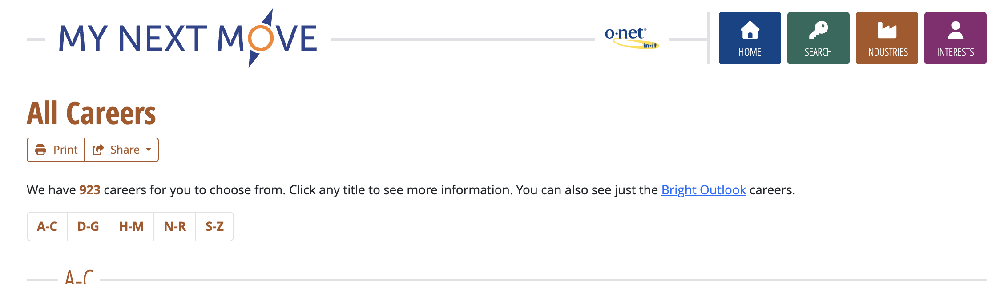 MY NEXT MOVE
o*net® in*it
HOME
SEARCH
INDUSTRIES
INTERESTS
All Careers
Print
Share
We have 923 careers for you to choose from. Click any title to see more information. You can also see just the Bright Outlook careers.
A-C
D-G
H-M
N-R
S-Z
A-C